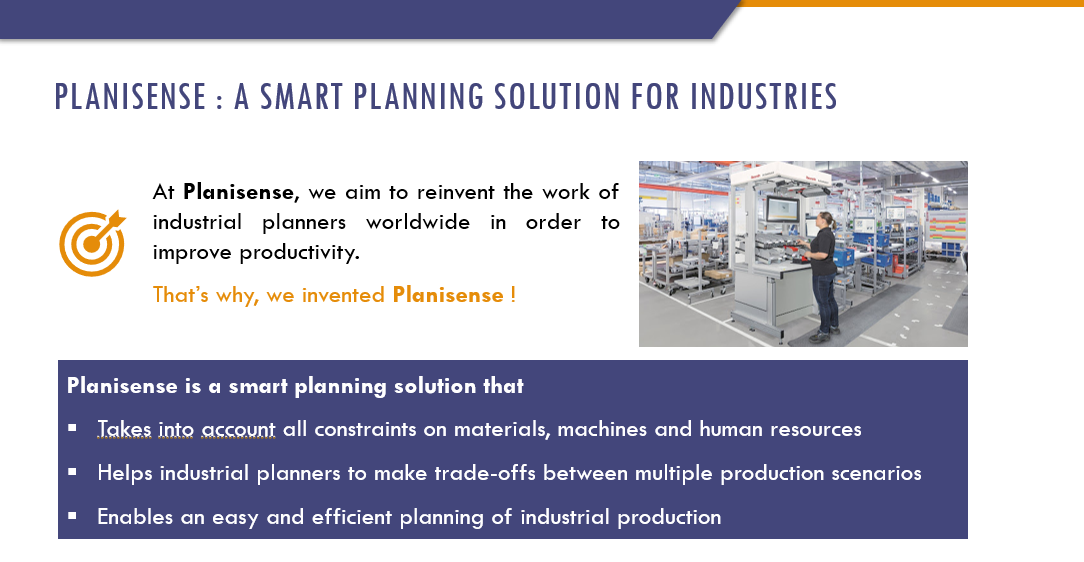 PLANISENSE : A SMART PLANNING SOLUTION FOR INDUSTRIES
At Planisense, we aim to reinvent the work of
industrial planners worldwide in order to
improve productivity.
That's why, we invented Planisense !
Planisense is a smart planning solution that
▪ Takes into account all constraints on materials, machines and human resources
▪ Helps industrial planners to make trade-offs between multiple production scenarios
▪ Enables an easy and efficient planning of industrial production